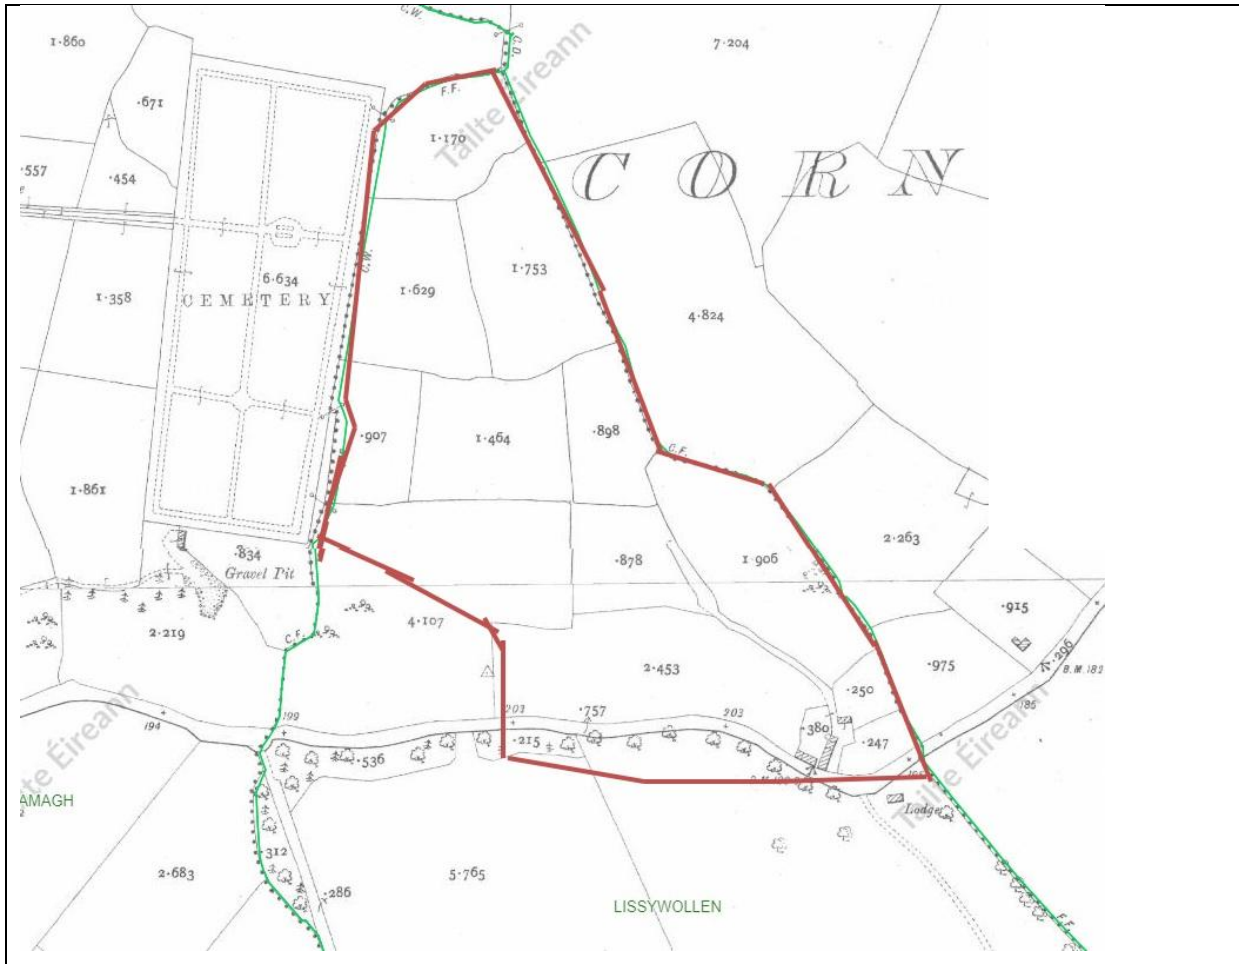 C.W.
C.D.
1·860
7·204
Tailte Éireann
F.F.
·671
1·170
C O R N
·557
·454
C.W.
1·753
6·634
1·358
CEMETERY
1·629
4·824
·907
1·464
·898
C.F.
1·861
2·263
·834
Gravel Pit
·878
1·906
·915
4·107
·296
C.F.
2·219
2·453
·975
B.M.182
·250
185
194
199
203
·757
203
·380
·247
·215
·536
Tailte Éireann
AMAGH
Lodge
Tailte Éireann
·312
2·683
5·765
·286
LISSYWOLLEN
F.F.